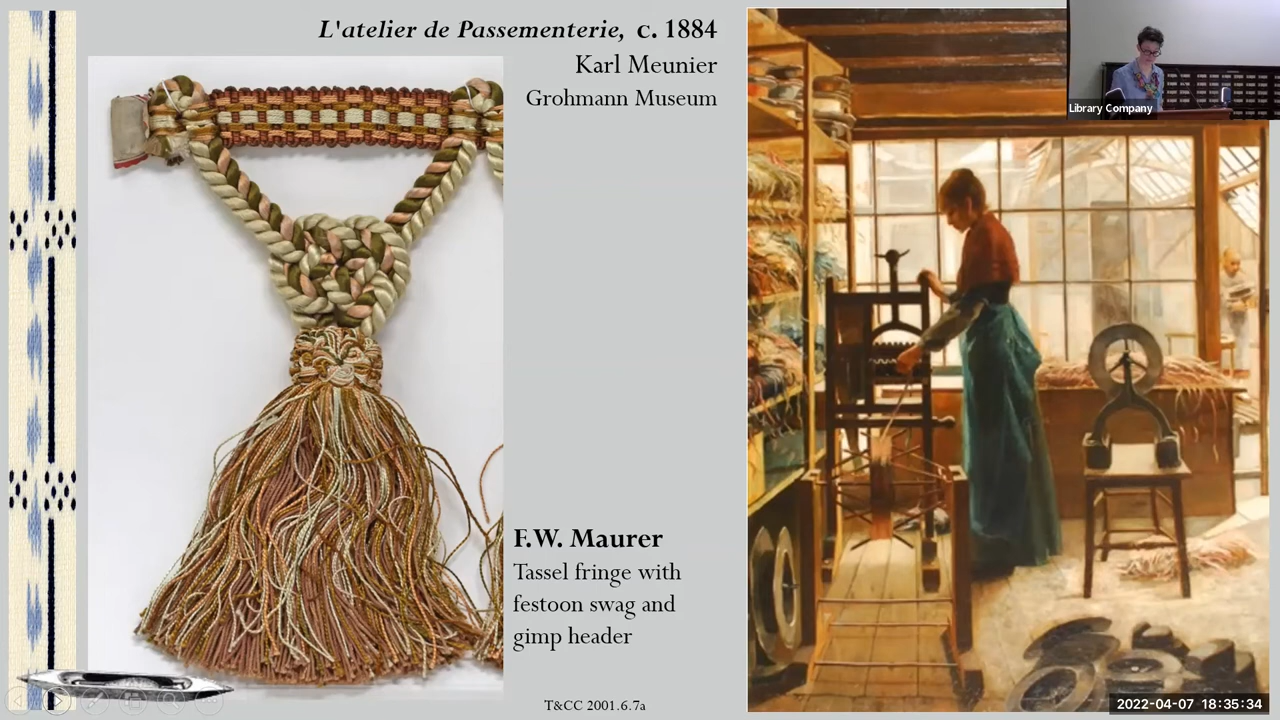 L'atelier de Passementerie, c. 1884
Karl Meunier
Grohmann Museum
Library Company
F.W. Maurer
Tassel fringe with
festoon swag and
gimp header
T&CC 2001.6.7a
2022-04-07 18:35:34